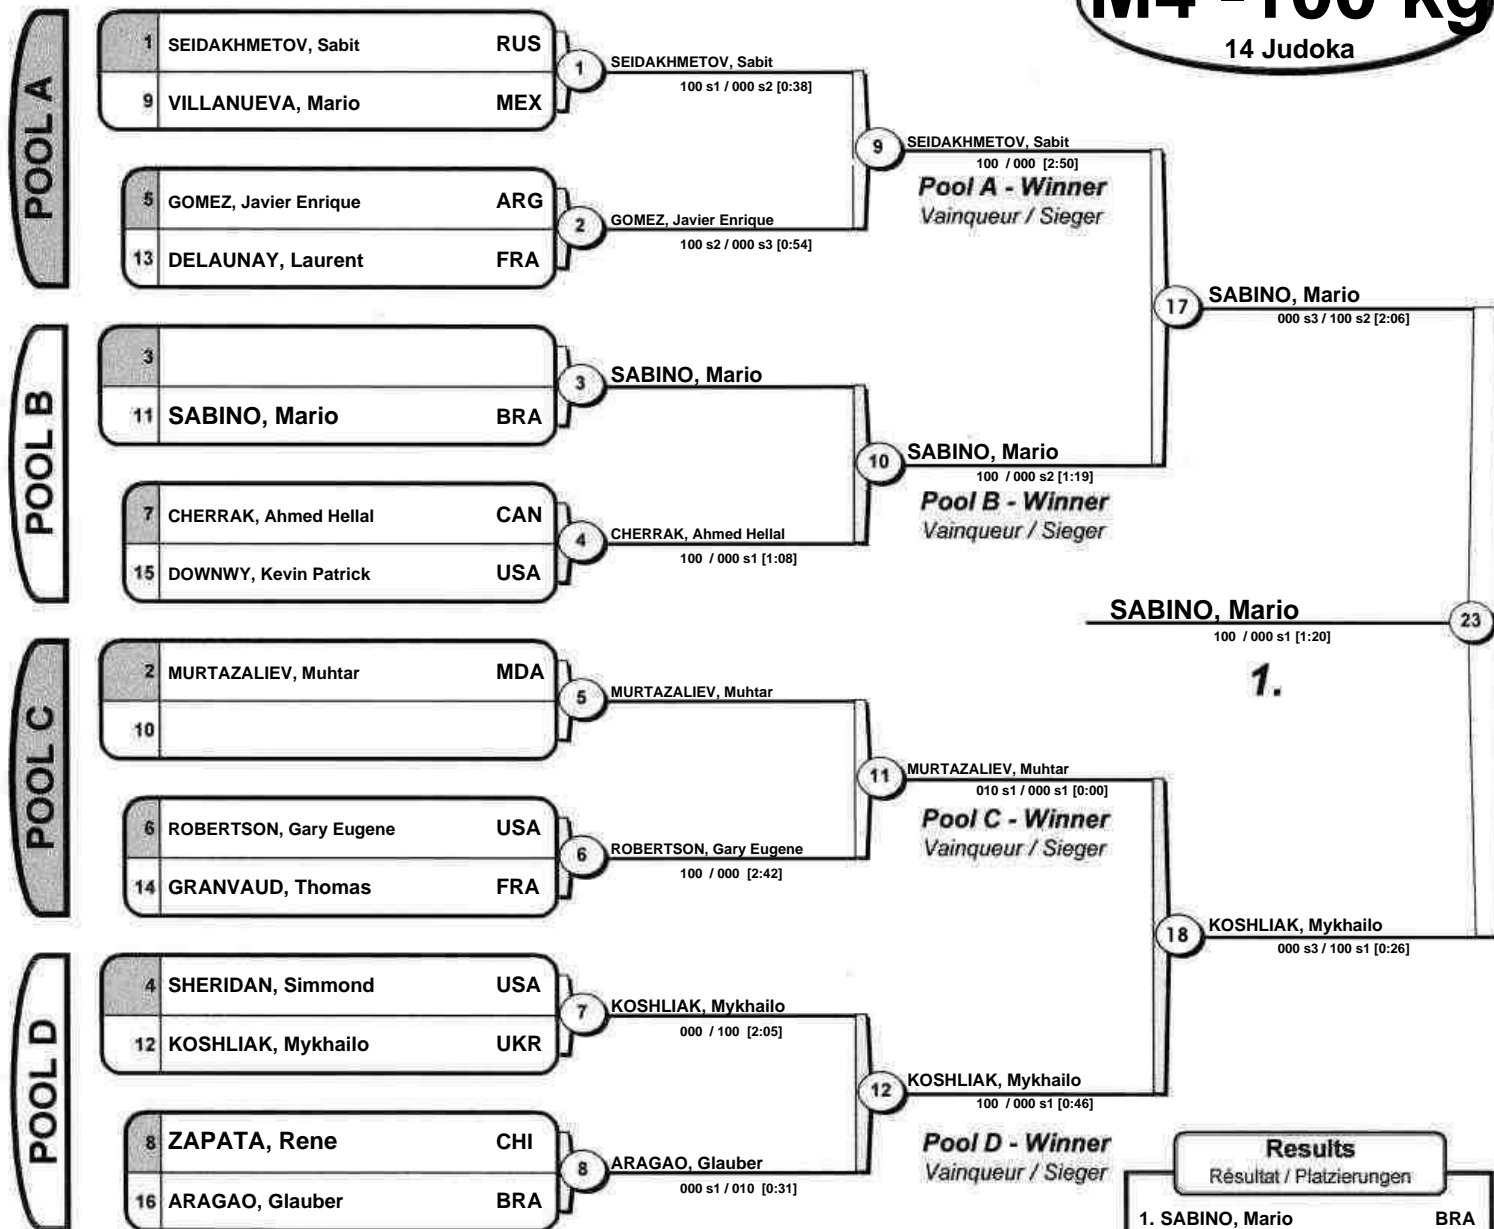 M4 -100 kg
14 Judoka
POOL A
1 SEIDAKHMETOV, Sabit RUS
9 VILLANUEVA, Mario MEX
1
SEIDAKHMETOV, Sabit
100 s1 / 000 s2 [0:38]
5 GOMEZ, Javier Enrique ARG
13 DELAUNAY, Laurent FRA
2
GOMEZ, Javier Enrique
100 s2 / 000 s3 [0:54]
9
SEIDAKHMETOV, Sabit
100 / 000 [2:50]
Pool A - Winner
Vainqueur / Sieger
POOL B
3
11 SABINO, Mario BRA
3
SABINO, Mario
7 CHERRAK, Ahmed Hellal CAN
15 DOWNWY, Kevin Patrick USA
4
CHERRAK, Ahmed Hellal
100 / 000 s1 [1:08]
10
SABINO, Mario
100 / 000 s2 [1:19]
Pool B - Winner
Vainqueur / Sieger
17
SABINO, Mario
000 s3 / 100 s2 [2:06]
POOL C
2 MURTAZALIEV, Muhtar MDA
10
5
MURTAZALIEV, Muhtar
6 ROBERTSON, Gary Eugene USA
14 GRANVAUD, Thomas FRA
6
ROBERTSON, Gary Eugene
100 / 000 [2:42]
11
MURTAZALIEV, Muhtar
010 s1 / 000 s1 [0:00]
Pool C - Winner
Vainqueur / Sieger
POOL D
4 SHERIDAN, Simmond USA
12 KOSHLIAK, Mykhailo UKR
7
KOSHLIAK, Mykhailo
000 / 100 [2:05]
8 ZAPATA, Rene CHI
16 ARAGAO, Glauber BRA
8
ARAGAO, Glauber
000 s1 / 010 [0:31]
12
KOSHLIAK, Mykhailo
100 / 000 s1 [0:46]
Pool D - Winner
Vainqueur / Sieger
18
KOSHLIAK, Mykhailo
000 s3 / 100 s1 [0:26]
SABINO, Mario
23
100 / 000 s1 [1:20]
1.
Results
Résultat / Platzierungen
1. SABINO, Mario BRA